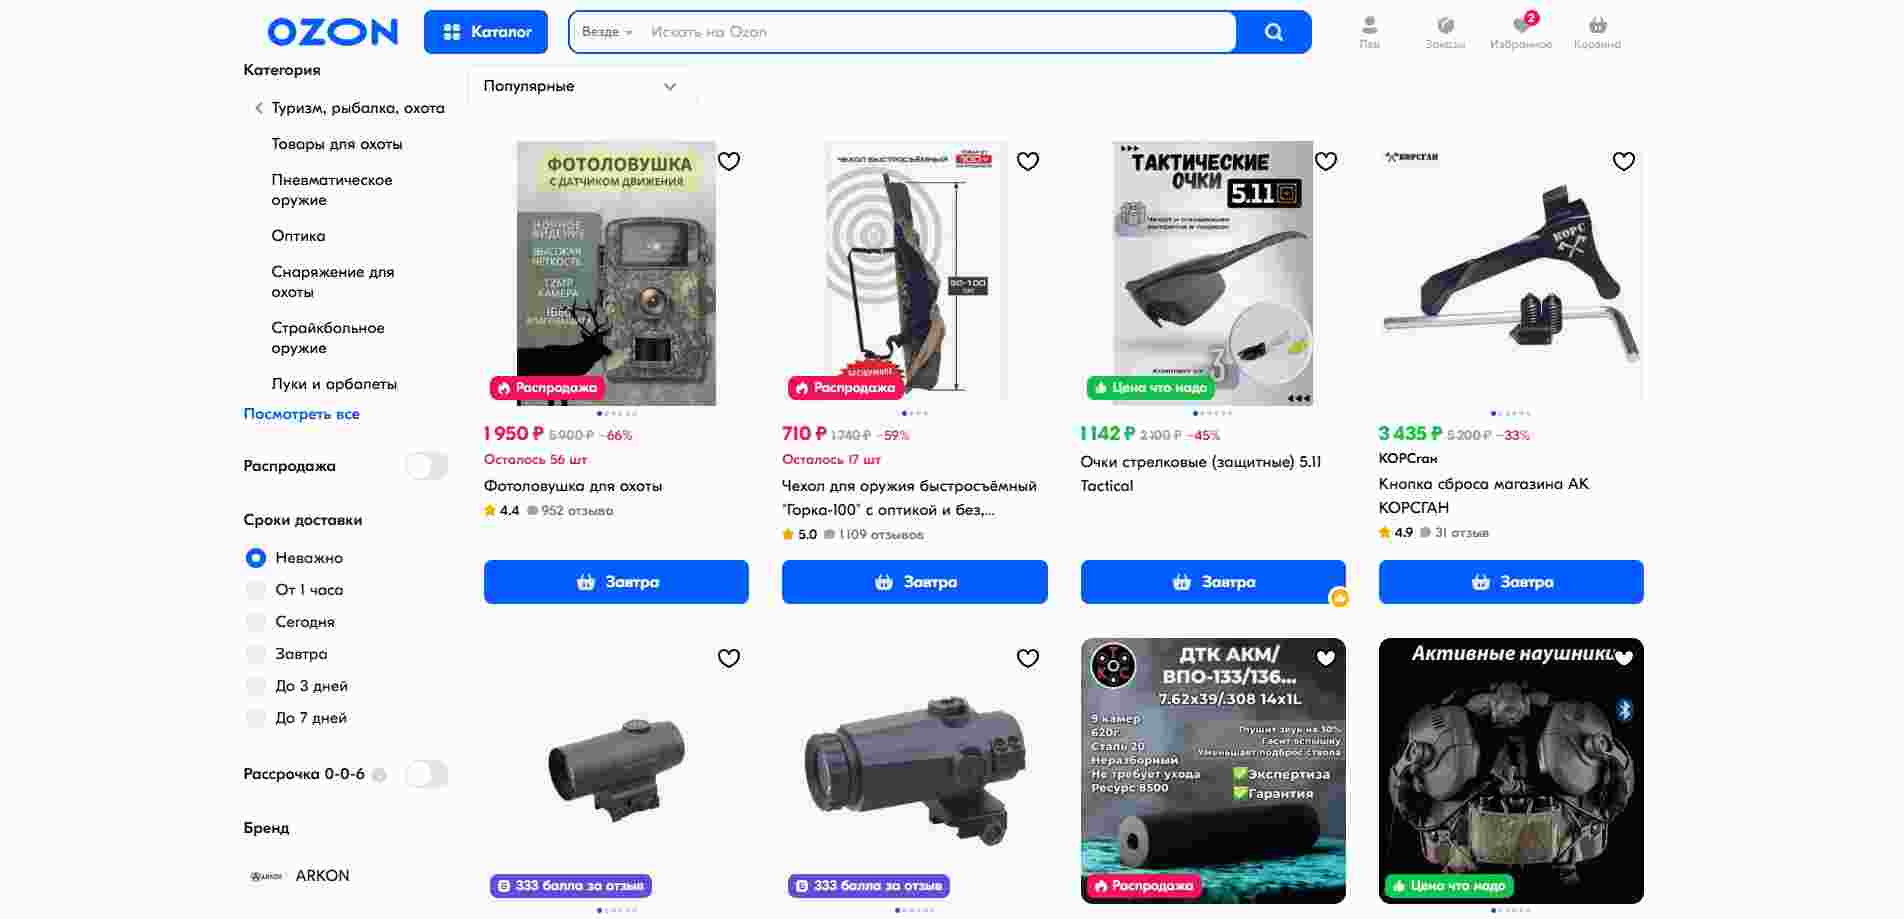 OZON
Каталог
Везде
Искать на Ozon
2
Лев
Заказы
Избранное
Корзина
Категория
Туризм, рыбалка, охота
Товары для охоты
Пневматическое
оружие
Оптика
Снаряжение для
охоты
Страйкбольное
оружие
Луки и арбалеты
Посмотреть все
Распродажа
Сроки доставки
Неважно
От 1 часа
Сегодня
Завтра
До 3 дней
До 7 дней
Рассрочка 0-0-6
Бренд
ARKON
ARKON
Популярные
ФОТОЛОВУШКА
С ДАТЧИКОМ ДВИЖЕНИЯ
НОЧНОЕ
ВЫСОКАЯ
ЧЕТКОСТЬ
12МР
КАМЕРА
Распродажа
1 950 ₽ 5 900 ₽ −66%
Осталось 56 шт
Фотоловушка для охоты
4.4 952 отзыва
Завтра
ЧЕХОЛ БЫСТРОСЪЁМНЫЙ
90-100
Распродажа
710 ₽ 1 740 ₽ −59%
Осталось 17 шт
Чехол для оружия быстросъёмный
"Горка-100" с оптикой и без,...
5.0 1 109 отзывов
Завтра
ТАКТИЧЕСКИЕ
ОЧКИ
5.11
3
Цена что надо
1 142 ₽ 2 100 ₽ −45%
Очки стрелковые (защитные) 5.11
Tactical
Завтра
КОРСГАН
КОРС
3 435 ₽ 5 200 ₽ −33%
КОРСган
Кнопка сброса магазина АК
КОРСГАН
4.9 31 отзыв
Завтра
333 балла за отзыв
333 балла за отзыв
ДТК АКМ/
ВПО-133/136...
7.62x39/.308 14x1L
9 камер
620г.
Сталь 20
Неразборный
Не требует ухода
Ресурс 8500
Глушит звук на 30%
Гасит вспышку
Уменьшает подброс ствола
Экспертиза
Гарантия
Распродажа
Активные наушники
Цена что надо